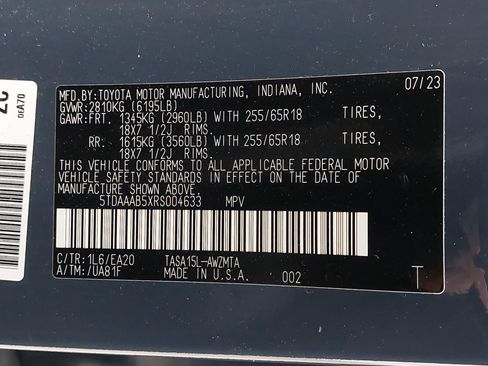 MFD.BY:TOYOTA MOTOR MANUFACTURING, INDIANA, INC. 07/23
GVWR:2810KG (6195LB)
GAWR:FRT. 1345KG (2960LB) WITH 255/65R18 TIRES,
18X7 1/2J RIMS.
RR. 1615KG (3560LB) WITH 255/65R18 TIRES,
18X7 1/2J RIMS.
THIS VEHICLE CONFORMS TO ALL APPLICABLE FEDERAL MOTOR
VEHICLE SAFETY STANDARDS IN EFFECT ON THE DATE OF
MANUFACTURE SHOWN ABOVE.
5TDAAAB5XRS004633 MPV
C/TR:1L6/EA20 TASA15L-AWZMTA
A/TM:/UA81F MADE IN U.S.A. 002 T